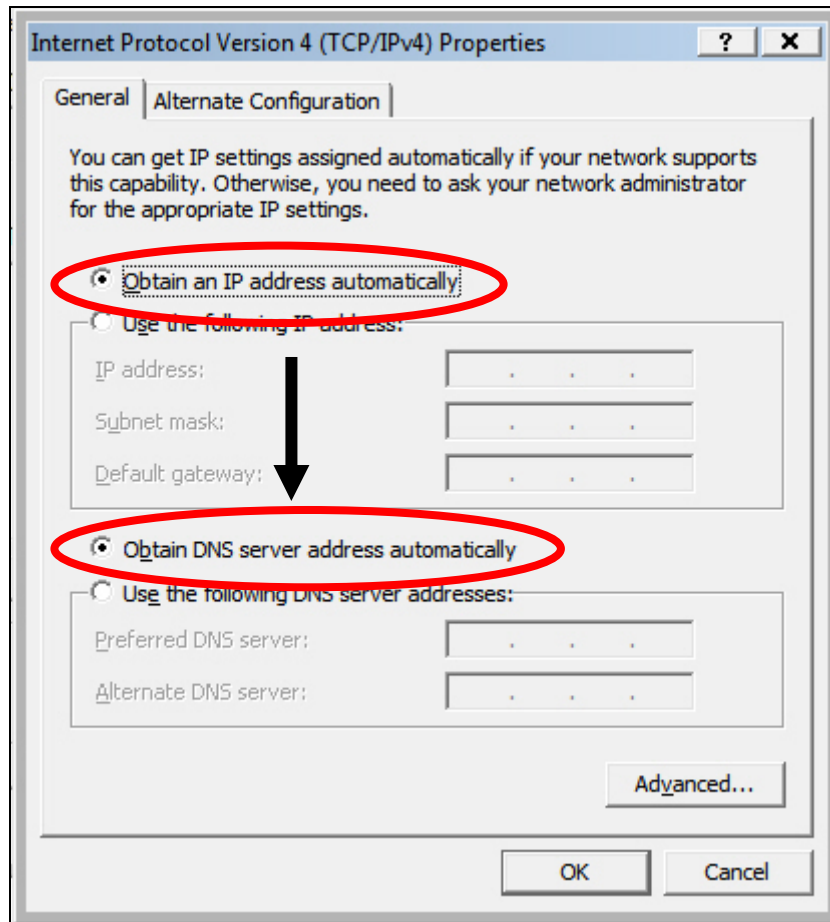 Internet Protocol Version 4 (TCP/IPv4) Properties
General
Alternate Configuration
You can get IP settings assigned automatically if your network supports
this capability. Otherwise, you need to ask your network administrator
for the appropriate IP settings.
Obtain an IP address automatically
Use the following IP address:
IP address:
Subnet mask:
Default gateway:
Obtain DNS server address automatically
Use the following DNS server addresses:
Preferred DNS server:
Alternate DNS server:
Advanced...
OK
Cancel